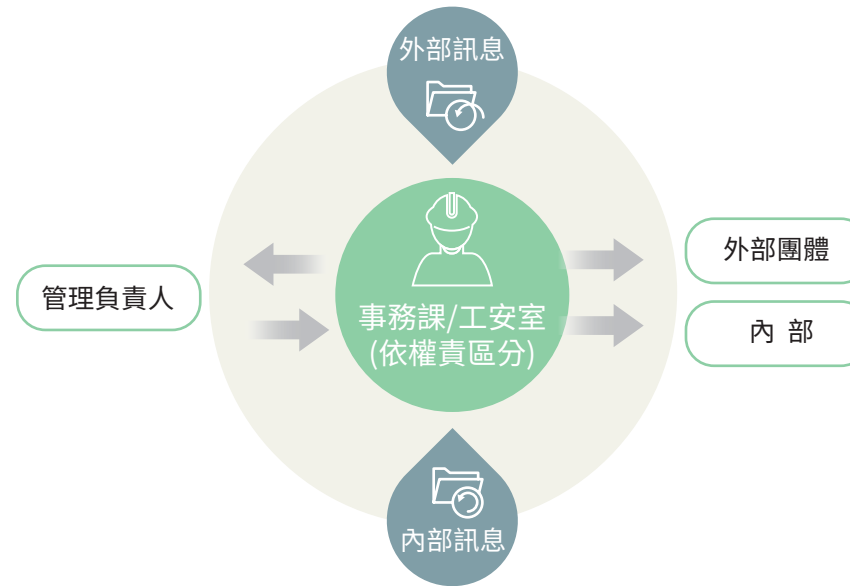 外部訊息
管理負責人
事務課/工安室
(依權責區分)
外部團體
內 部
內部訊息